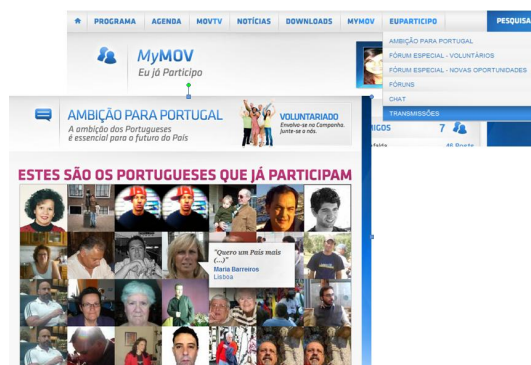 PROGRAMA AGENDA MOVTV NOTÍCIAS DOWNLOADS MYMOV EUPARTICIPO PESQUISA
MyMOV
Eu já Participo
AMBIÇÃO PARA PORTUGAL
FÓRUM ESPECIAL - VOLUNTÁRIOS
FÓRUM ESPECIAL - NOVAS OPORTUNIDADES
FÓRUNS
CHAT
TRANSMISSÕES
MIGOS 7
46 Posts
AMBIÇÃO PARA PORTUGAL
A ambição dos Portugueses
é essencial para o futuro do País
VOLUNTARIADO
Envolva-se na Campanha.
Junte-se a nós.
ESTES SÃO OS PORTUGUESES QUE JÁ PARTICIPAM
"Quero um País mais
(...)"
Maria Barreiros
Lisboa